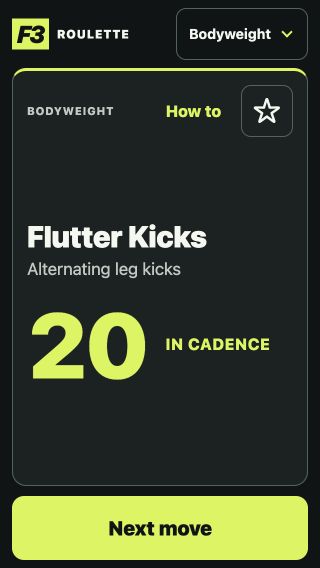 F3 ROULETTE
Bodyweight
BODYWEIGHT
How to
Flutter Kicks
Alternating leg kicks
20 IN CADENCE
Next move